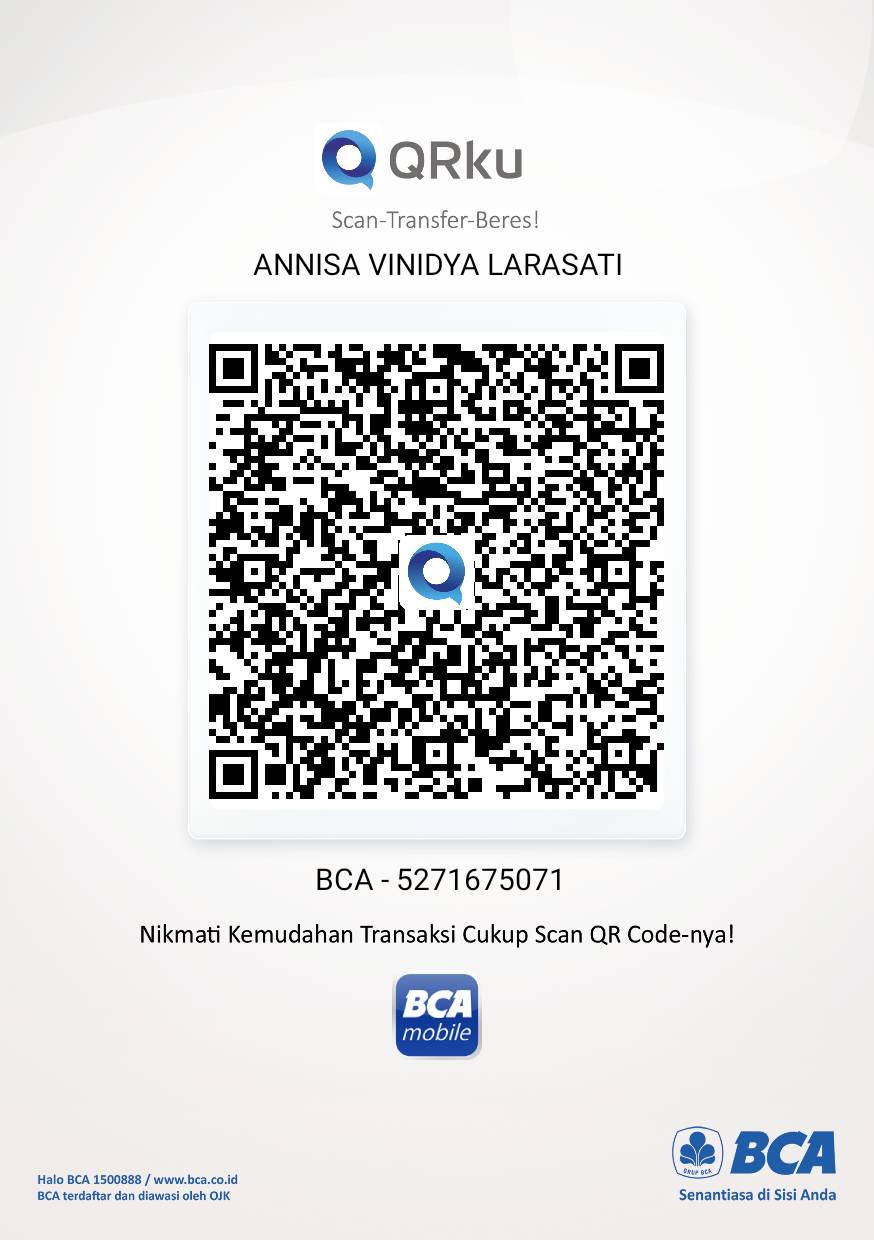 QRku
Scan-Transfer-Beres!
ANNISA VINIDYA LARASATI
BCA - 5271675071
Nikmati Kemudahan Transaksi Cukup Scan QR Code-nya!
BCA
mobile
GRUP BCA
BCA
Senantiasa di Sisi Anda
Halo BCA 1500888 / www.bca.co.id
BCA terdaftar dan diawasi oleh OJK